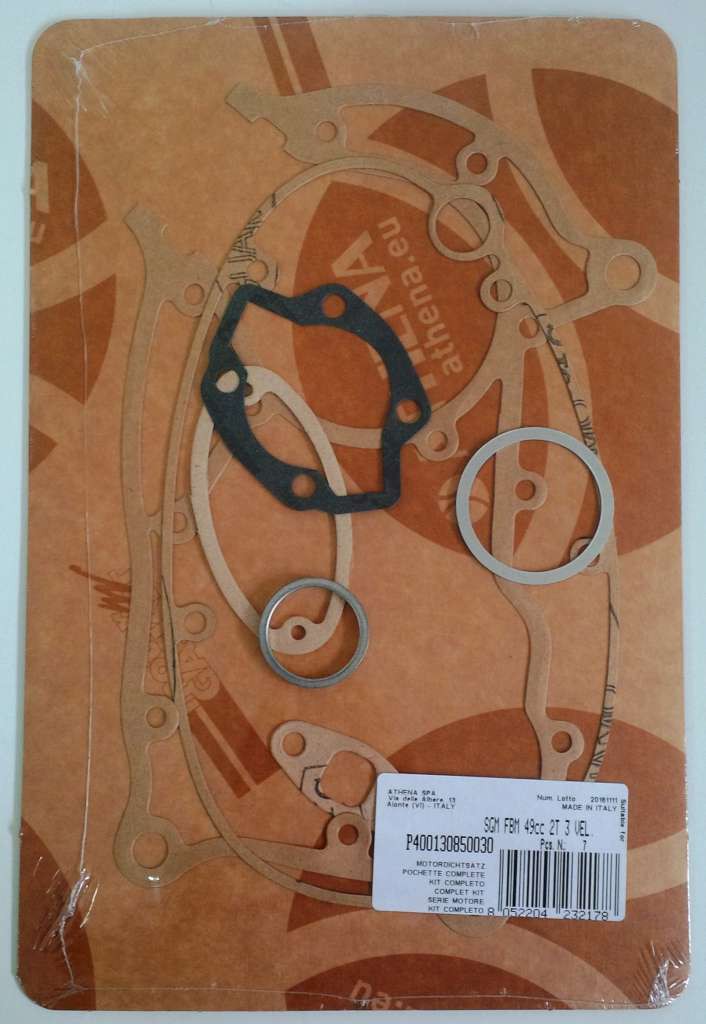 ATHENA
athena.eu
ATHENA SPA
Via delle Albere, 13
Alonte (VI) - ITALY
Num. Lotto 20161111
MADE IN ITALY
Suitable for
SGM FBM 49cc 2T 3 VEL.
P400130850030
Pcs. N. 7
MOTORDICHTSATZ
POCHETTE COMPLETE
KIT COMPLETO
COMPLET KIT
SERIE MOTORE
KIT COMPLETO
8 052204 232178